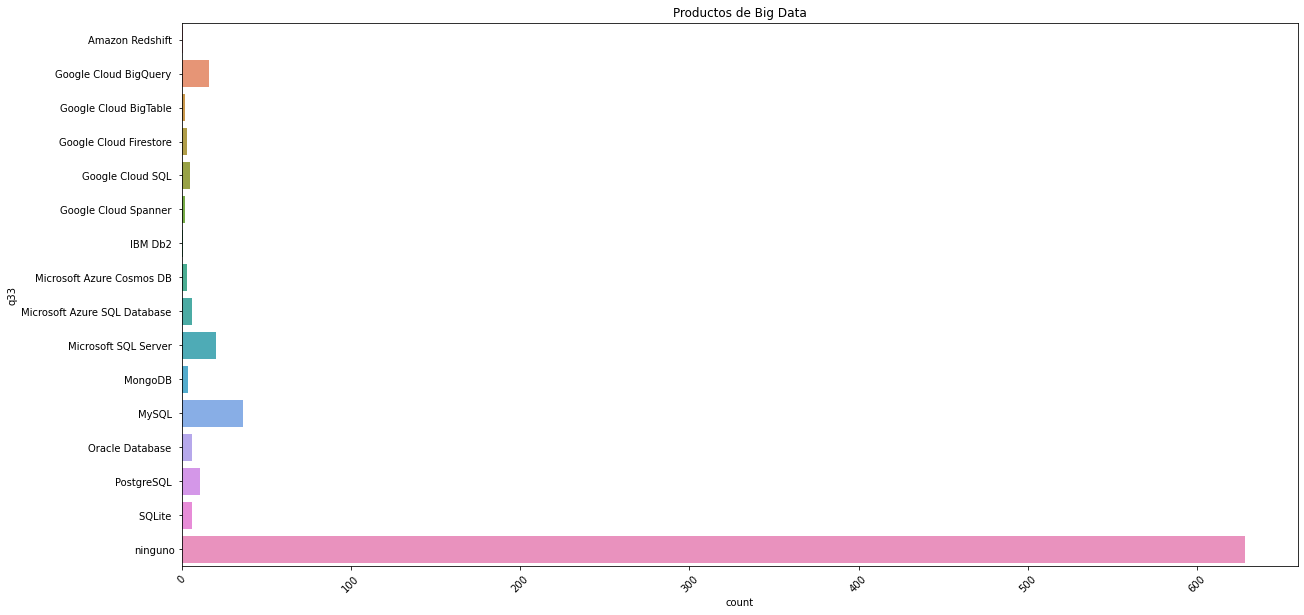 Productos de Big Data
Amazon Redshift
Google Cloud BigQuery
Google Cloud BigTable
Google Cloud Firestore
Google Cloud SQL
Google Cloud Spanner
IBM Db2
Microsoft Azure Cosmos DB
Microsoft Azure SQL Database
Microsoft SQL Server
MongoDB
MySQL
Oracle Database
PostgreSQL
SQLite
ninguno
q33
0
100
200
300
400
500
600
count